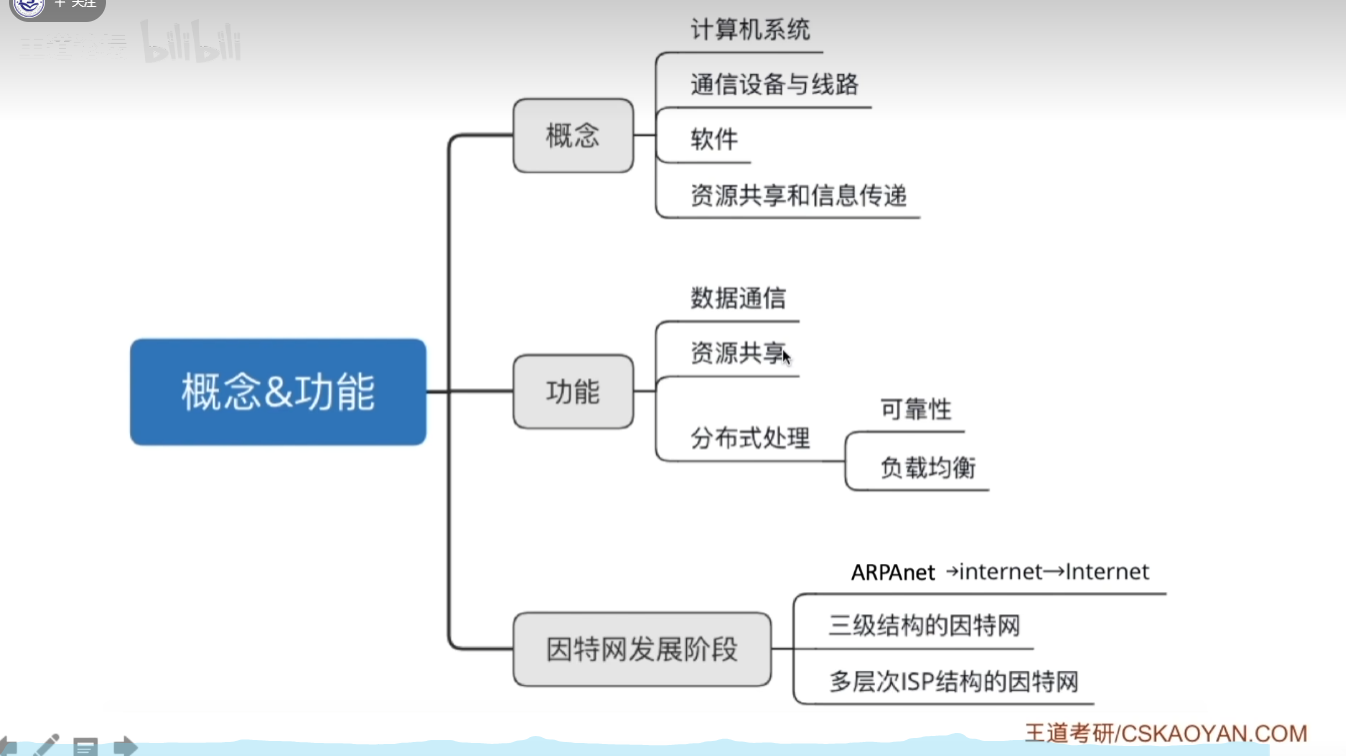 + 关注
bilibili
计算机系统
通信设备与线路
概念
软件
资源共享和信息传递
数据通信
资源共享
概念&功能
功能
分布式处理
可靠性
负载均衡
ARPAnet →internet→Internet
因特网发展阶段
三级结构的因特网
多层次ISP结构的因特网
王道考研/CSKAOYAN.COM